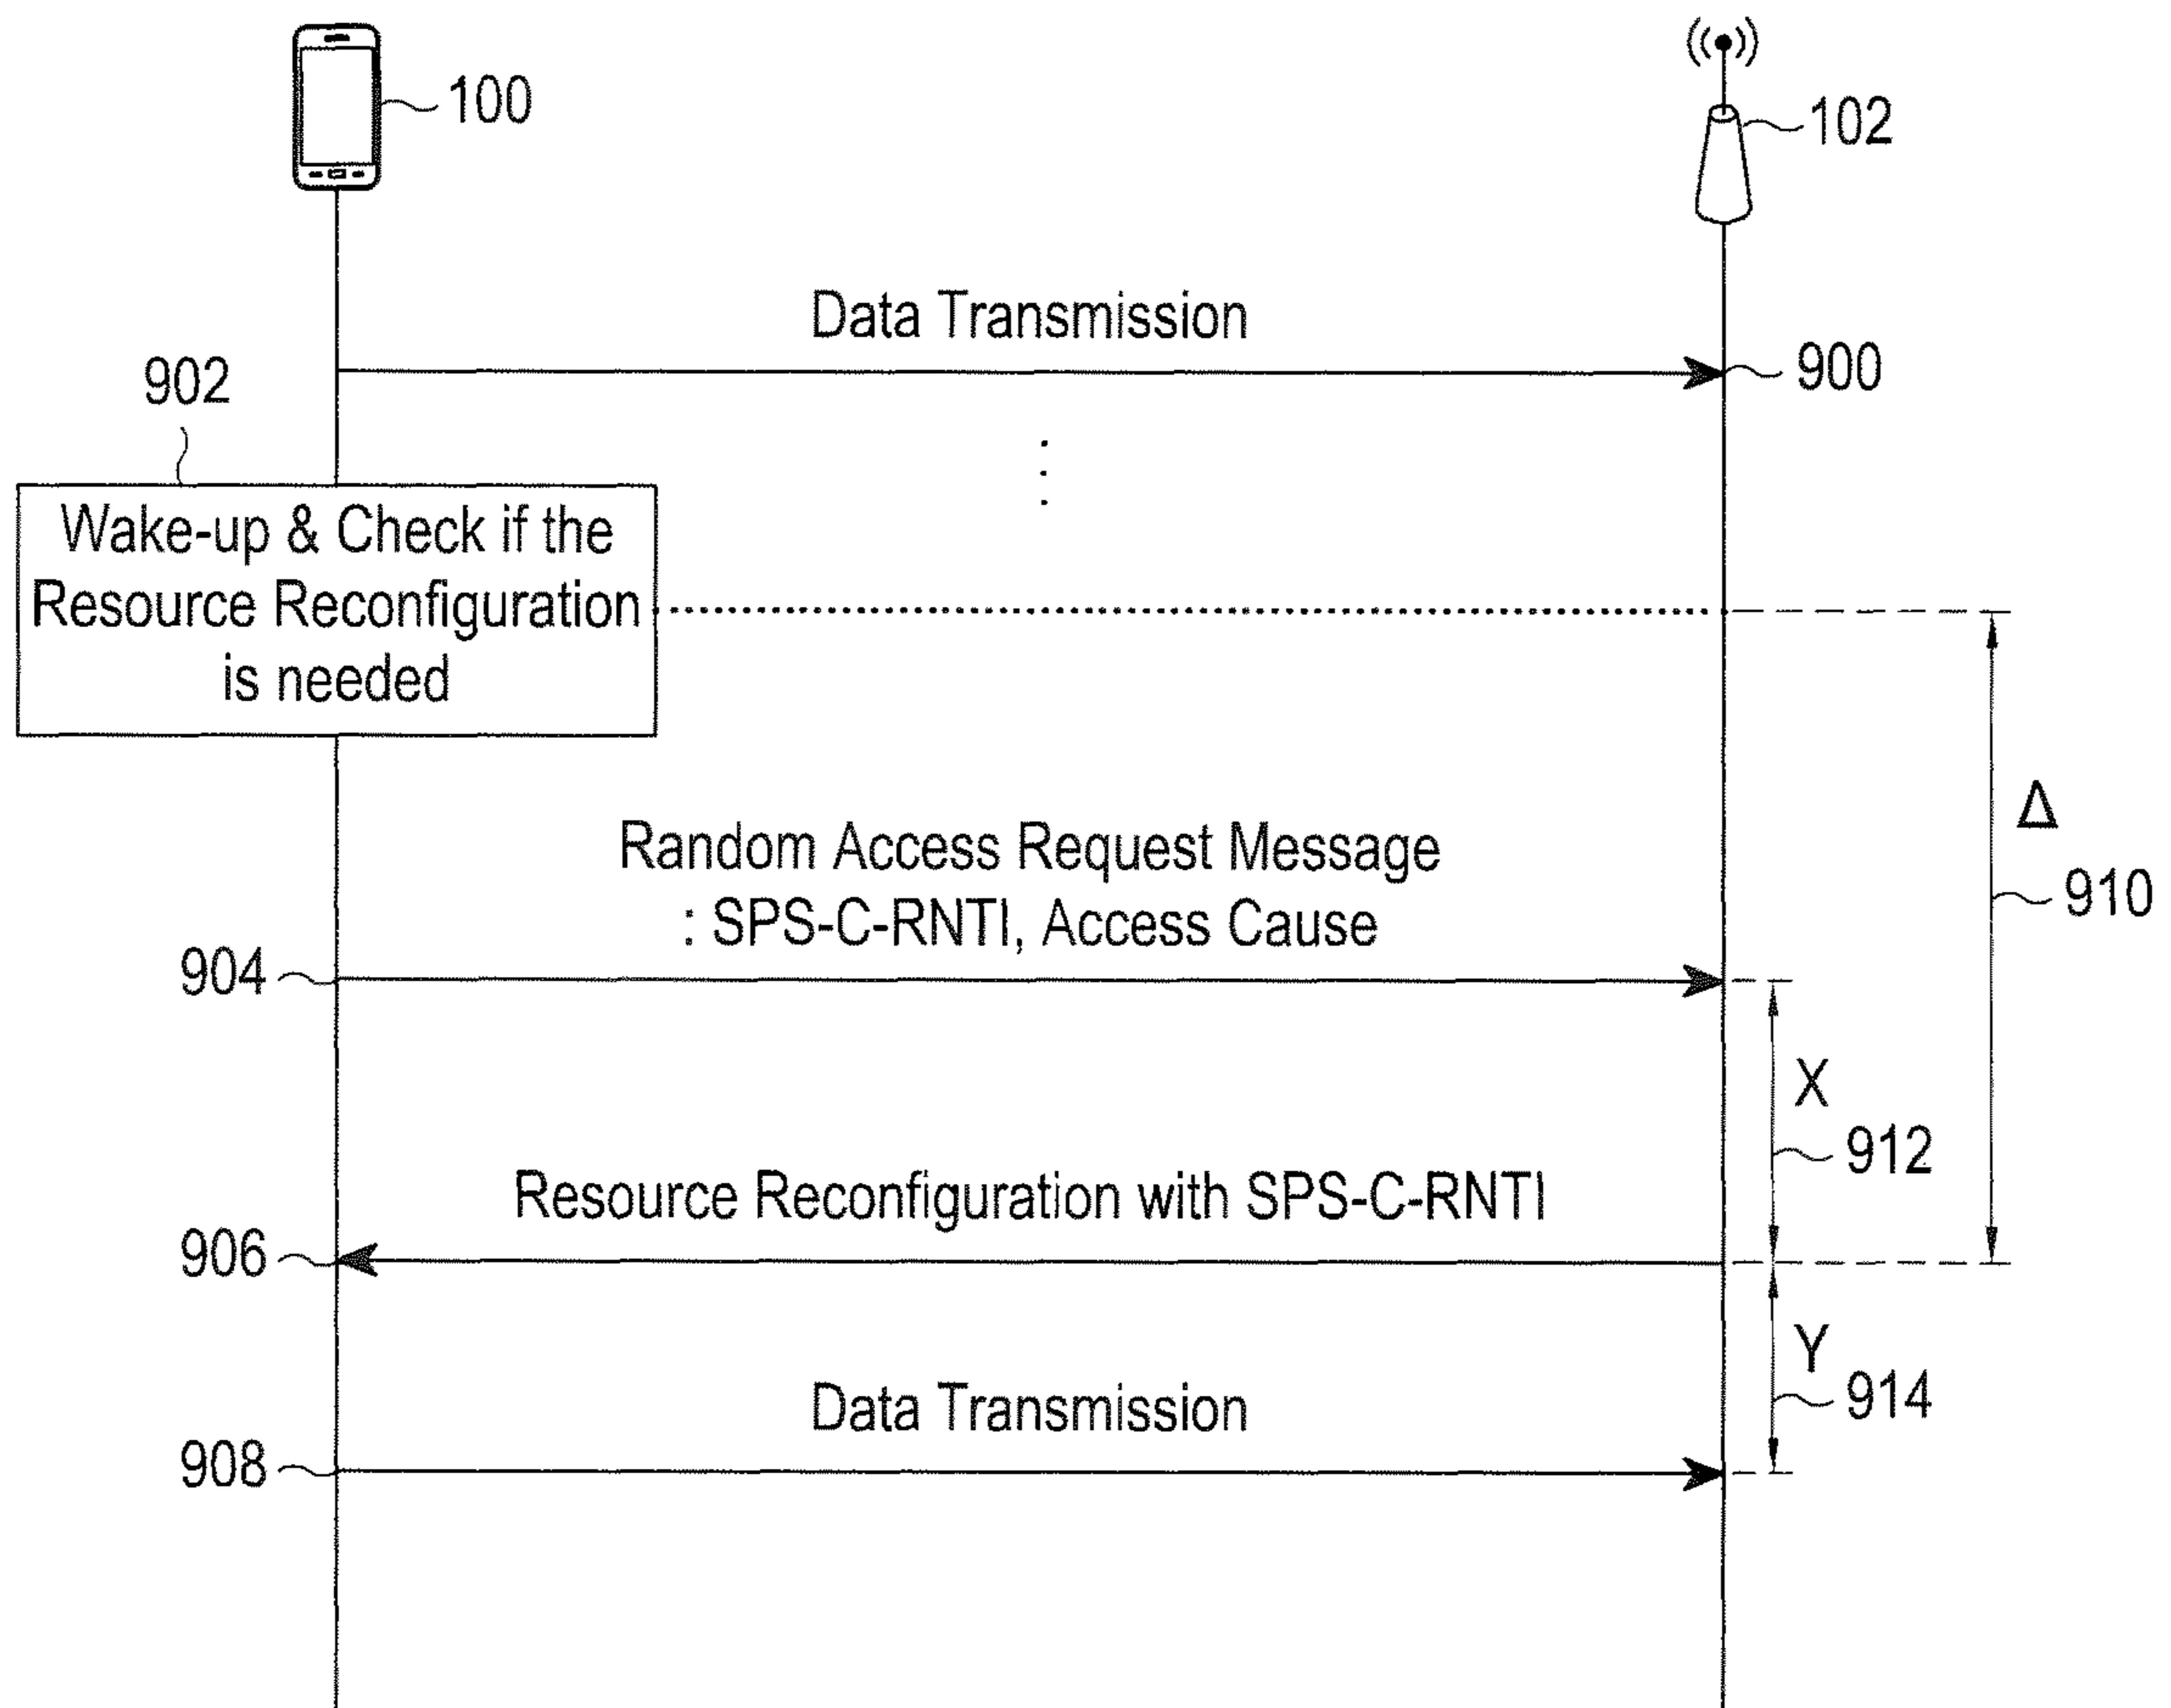 100
102
Data Transmission
900
902
Wake-up & Check if the
Resource Reconfiguration
is needed
Δ
910
Random Access Request Message
: SPS-C-RNTI, Access Cause
904
X
912
Resource Reconfiguration with SPS-C-RNTI
906
Y
914
Data Transmission
908